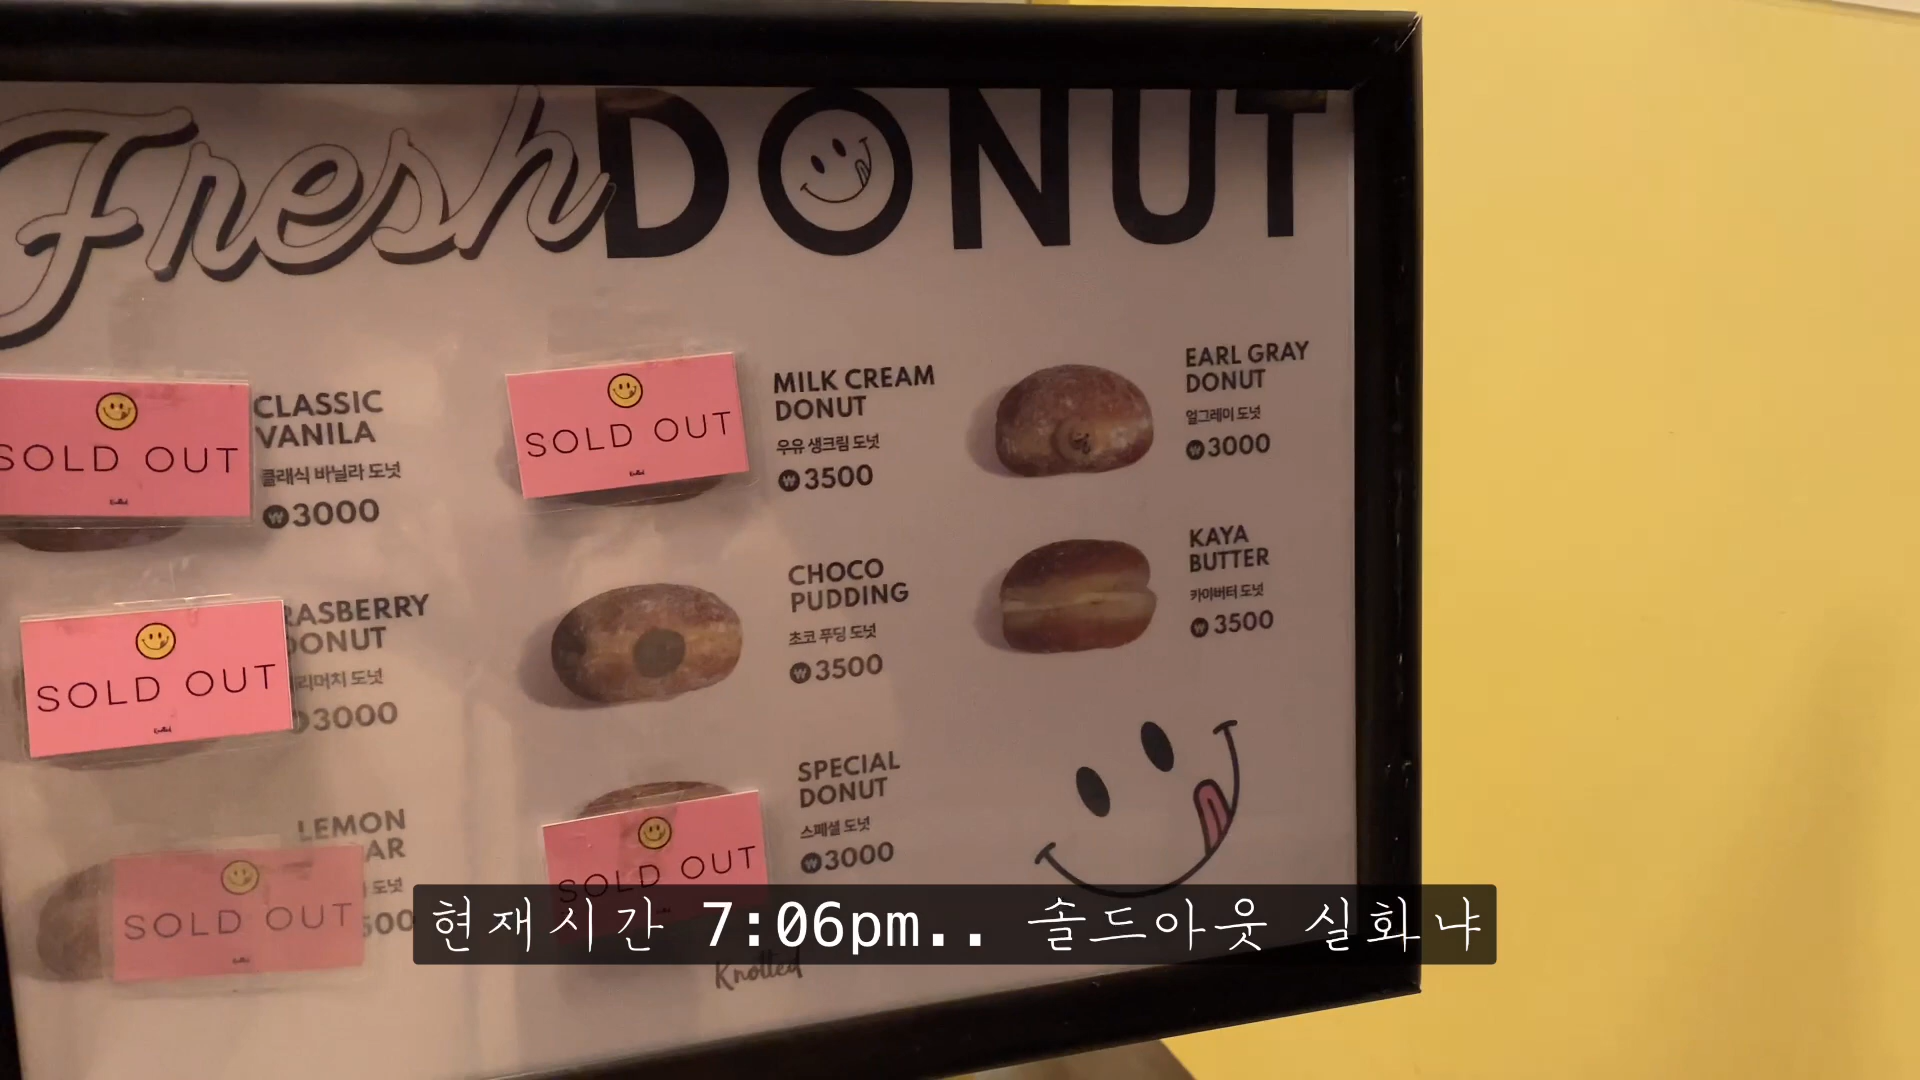 Fresh DONUT
SOLD OUT
CLASSIC
VANILA
클래식 바닐라 도넛
₩3000
SOLD OUT
RASBERRY
DONUT
3000
SOLD OUT
LEMON
도넛
SOLD OUT
MILK CREAM
DONUT
우유 생크림 도넛
₩3500
CHOCO
PUDDING
초코 푸딩 도넛
₩3500
SOLD OUT
SPECIAL
DONUT
스페셜 도넛
₩3000
EARL GRAY
DONUT
얼그레이 도넛
₩3000
KAYA
BUTTER
카야버터 도넛
₩3500
Knotted
현재시간 7:06pm.. 솔드아웃 실화냐